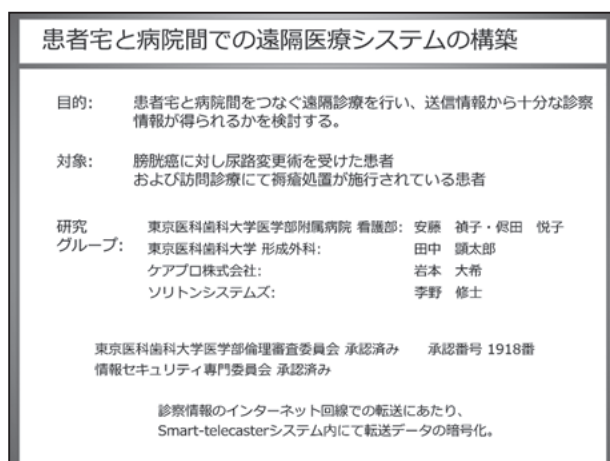 患者宅と病院間での遠隔医療システムの構築
目的: 患者宅と病院間をつなぐ遠隔診療を行い、送信情報から十分な診察
情報が得られるかを検討する。
対象: 膀胱癌に対し尿路変更術を受けた患者
および訪問診療にて褥瘡処置が施行されている患者
研究 東京医科歯科大学医学部附属病院 看護部: 安藤 禎子・俣田 悦子
グループ: 東京医科歯科大学 形成外科: 田中 顕太郎
ケアプロ株式会社: 岩本 大希
ソリトンシステムズ: 李野 修士
東京医科歯科大学医学部倫理審査委員会 承認済み 承認番号 1918番
情報セキュリティ専門委員会 承認済み
診察情報のインターネット回線での転送にあたり、
Smart-telecasterシステム内にて転送データの暗号化。